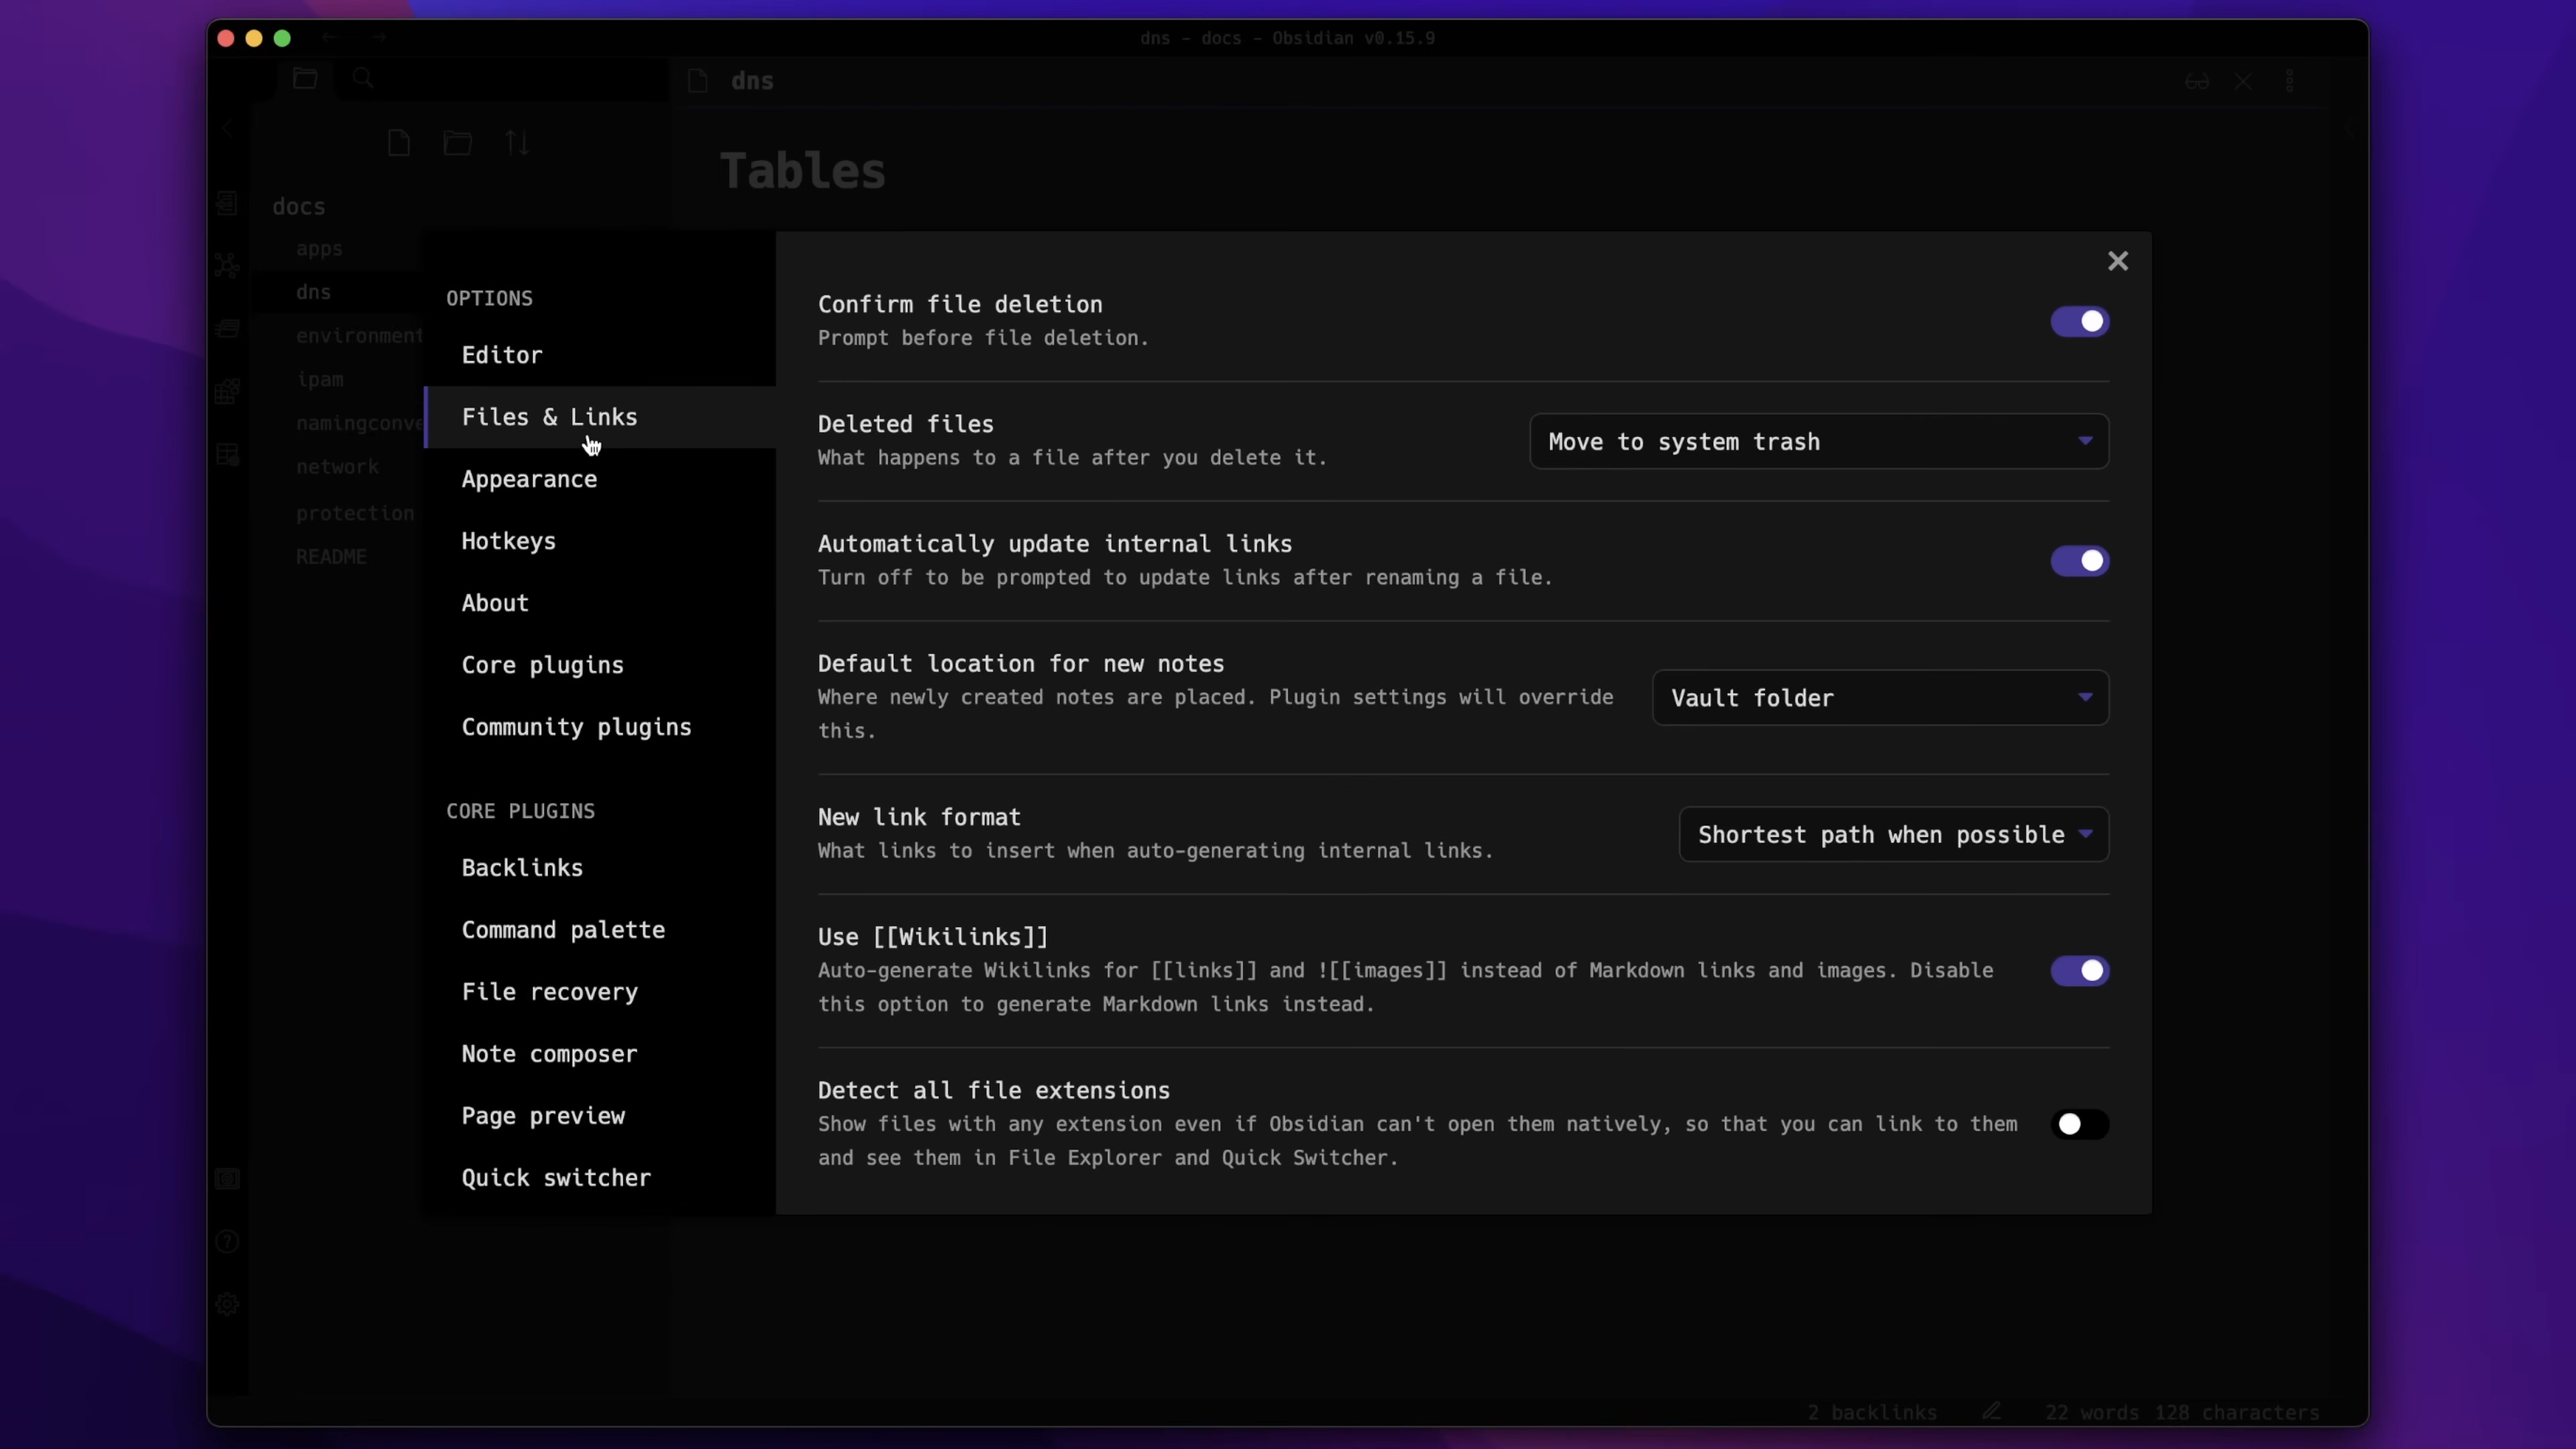 dns - docs - Obsidian v0.15.9
dns
Tables
docs
apps
dns
environment
ipam
namingconve
network
protection
README
OPTIONS
Editor
Files & Links
Appearance
Hotkeys
About
Core plugins
Community plugins
CORE PLUGINS
Backlinks
Command palette
File recovery
Note composer
Page preview
Quick switcher
Confirm file deletion
Prompt before file deletion.
Deleted files
What happens to a file after you delete it.
Move to system trash
Automatically update internal links
Turn off to be prompted to update links after renaming a file.
Default location for new notes
Where newly created notes are placed. Plugin settings will override
this.
Vault folder
New link format
What links to insert when auto-generating internal links.
Shortest path when possible
Use [[Wikilinks]]
Auto-generate Wikilinks for [[links]] and ![[images]] instead of Markdown links and images. Disable
this option to generate Markdown links instead.
Detect all file extensions
Show files with any extension even if Obsidian can't open them natively, so that you can link to them
and see them in File Explorer and Quick Switcher.
2 backlinks
22 words 128 characters